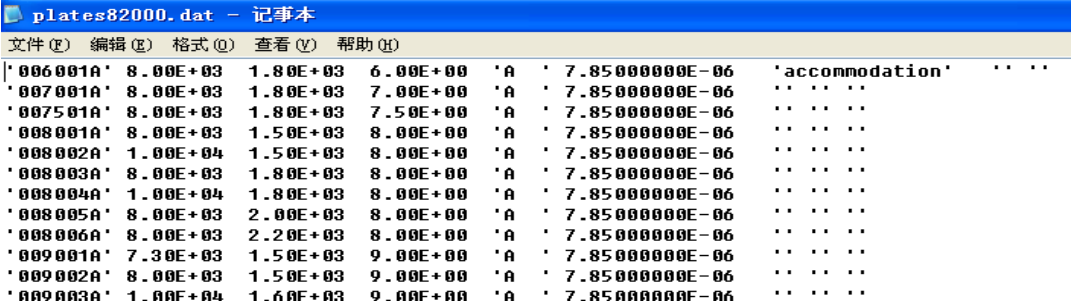 plates82000.dat - 记事本
文件(F) 编辑(E) 格式(O) 查看(V) 帮助(H)
'006001A' 8.00E+03 1.80E+03 6.00E+00 'A ' 7.85000000E-06 'accommodation' '' ''
'007001A' 8.00E+03 1.80E+03 7.00E+00 'A ' 7.85000000E-06 '' '' ''
'007501A' 8.00E+03 1.80E+03 7.50E+00 'A ' 7.85000000E-06 '' '' ''
'008001A' 8.00E+03 1.50E+03 8.00E+00 'A ' 7.85000000E-06 '' '' ''
'008002A' 1.00E+04 1.50E+03 8.00E+00 'A ' 7.85000000E-06 '' '' ''
'008003A' 8.00E+03 1.80E+03 8.00E+00 'A ' 7.85000000E-06 '' '' ''
'008004A' 1.00E+04 1.80E+03 8.00E+00 'A ' 7.85000000E-06 '' '' ''
'008005A' 8.00E+03 2.00E+03 8.00E+00 'A ' 7.85000000E-06 '' '' ''
'008006A' 8.00E+03 2.20E+03 8.00E+00 'A ' 7.85000000E-06 '' '' ''
'009001A' 7.30E+03 1.50E+03 9.00E+00 'A ' 7.85000000E-06 '' '' ''
'009002A' 8.00E+03 1.50E+03 9.00E+00 'A ' 7.85000000E-06 '' '' ''
'009003A' 1.00E+04 1.60E+03 9.00E+00 'A ' 7.85000000E-06 '' '' ''